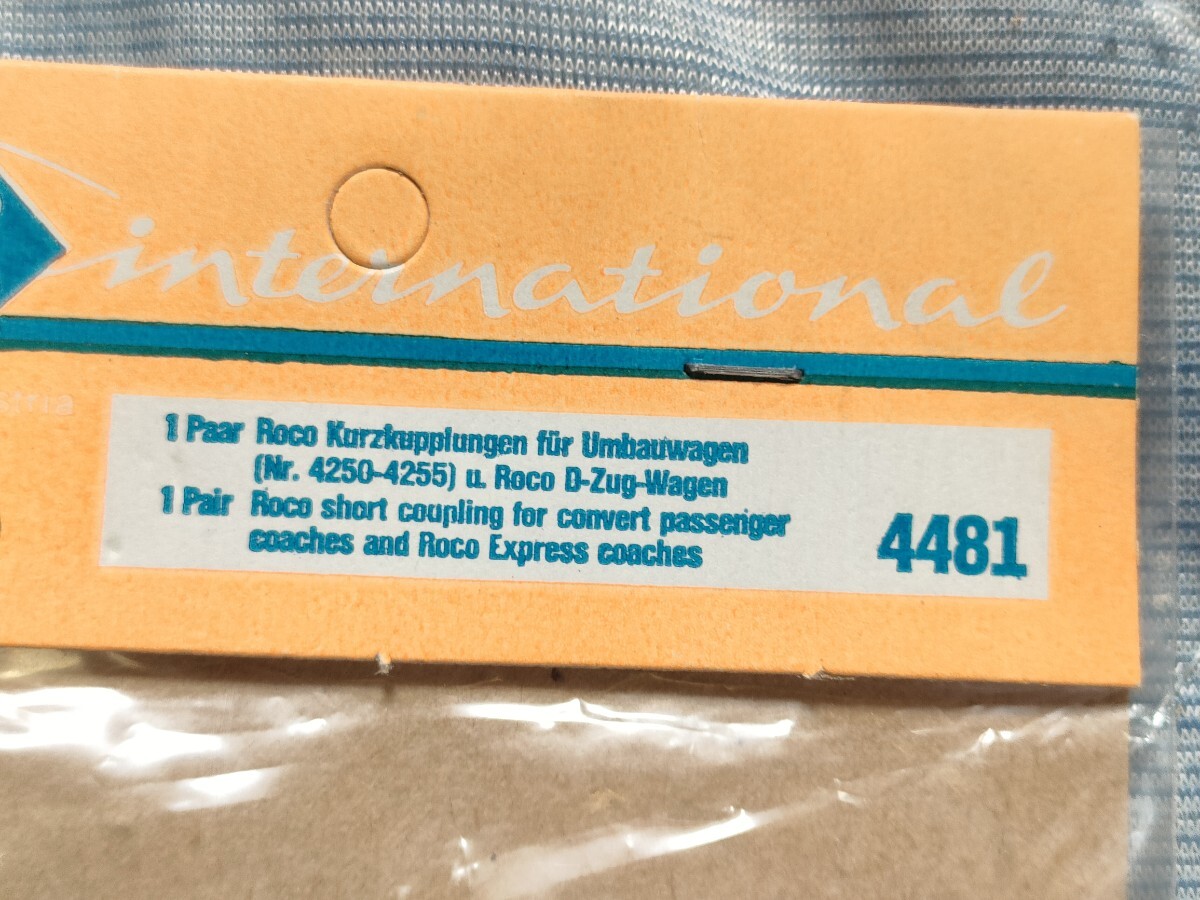 international
1 Paar Roco Kurzkupplungen für Umbauwagen
(Nr. 4250-4255) u. Roco D-Zug-Wagen
1 Pair Roco short coupling for convert passenger
coaches and Roco Express coaches
4481